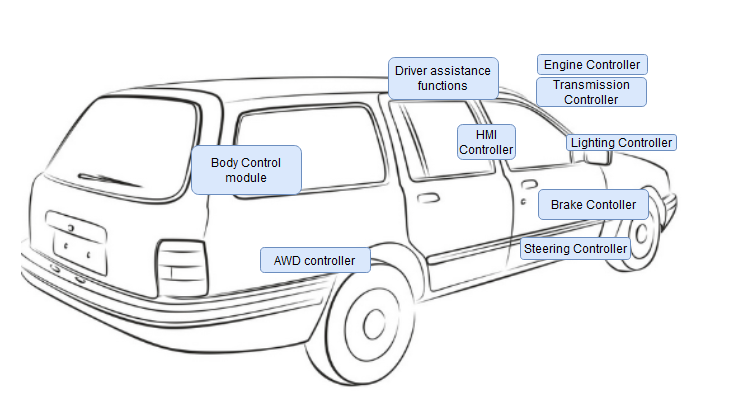 Driver assistance
functions
Engine Controller
Transmission
Controller
HMI
Controller
Lighting Controller
Body Control
module
Brake Contoller
Steering Controller
AWD controller